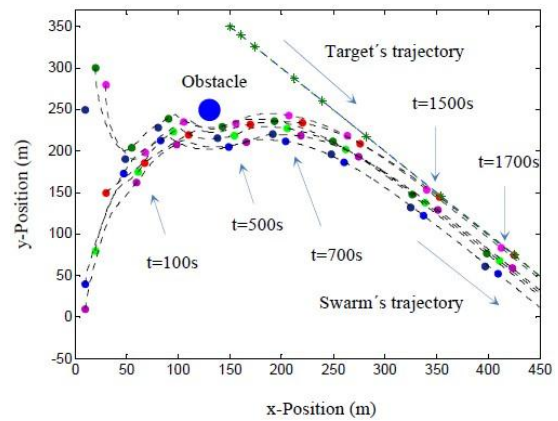 350
300
250
200
150
100
50
0
-50
0 50 100 150 200 250 300 350 400 450
y-Position (m)
x-Position (m)
Target´s trajectory
Obstacle
t=1500s
t=1700s
t=500s
t=700s
t=100s
Swarm´s trajectory